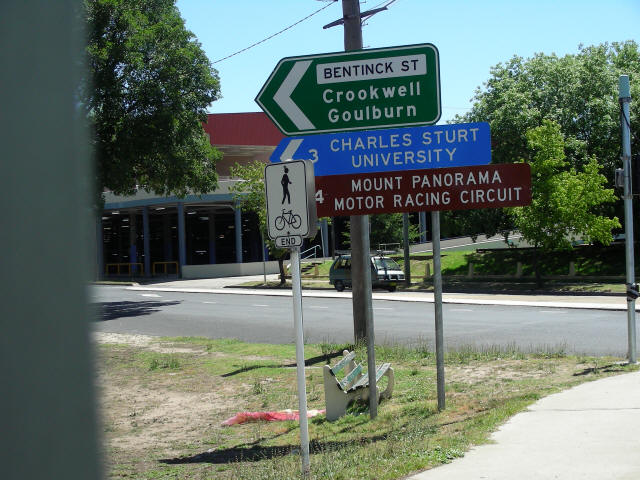 BENTINCK ST
Crookwell
Goulburn
3 CHARLES STURT
UNIVERSITY
4 MOUNT PANORAMA
MOTOR RACING CIRCUIT
END